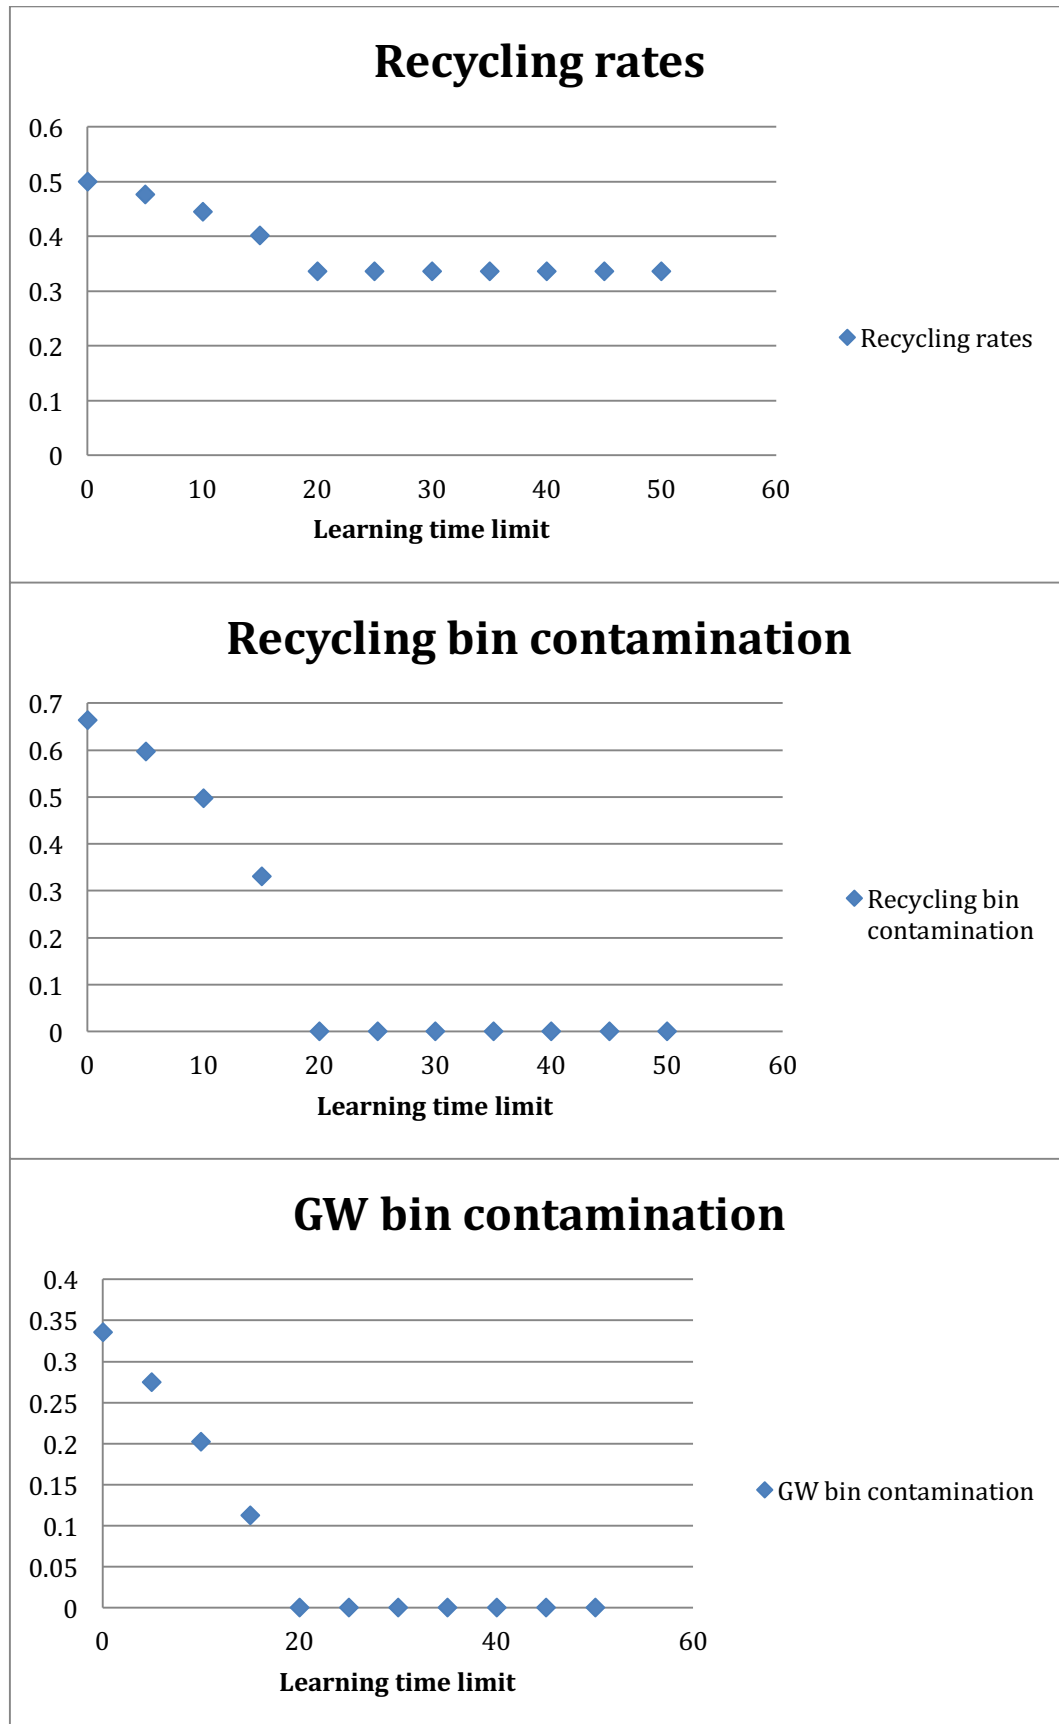 Recycling rates
0.6
0.5
0.4
0.3
0.2
0.1
0
0 10 20 30 40 50 60
Learning time limit
Recycling rates
Recycling bin contamination
0.7
0.6
0.5
0.4
0.3
0.2
0.1
0
0 10 20 30 40 50 60
Learning time limit
Recycling bin
contamination
GW bin contamination
0.4
0.35
0.3
0.25
0.2
0.15
0.1
0.05
0
0 20 40 60
Learning time limit
GW bin contamination